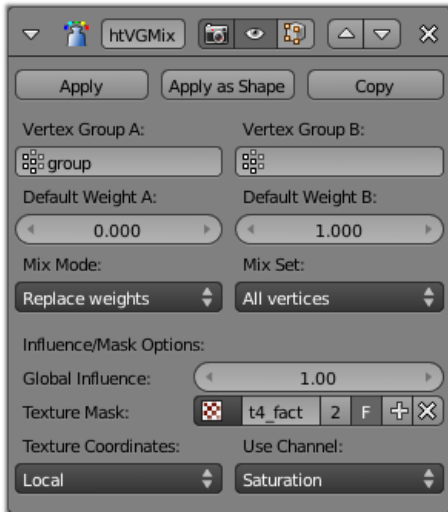 htVGMix
Apply Apply as Shape Copy
Vertex Group A: Vertex Group B:
group
Default Weight A: Default Weight B:
0.000 1.000
Mix Mode: Mix Set:
Replace weights All vertices
Influence/Mask Options:
Global Influence: 1.00
Texture Mask: t4_fact 2 F
Texture Coordinates: Use Channel:
Local Saturation